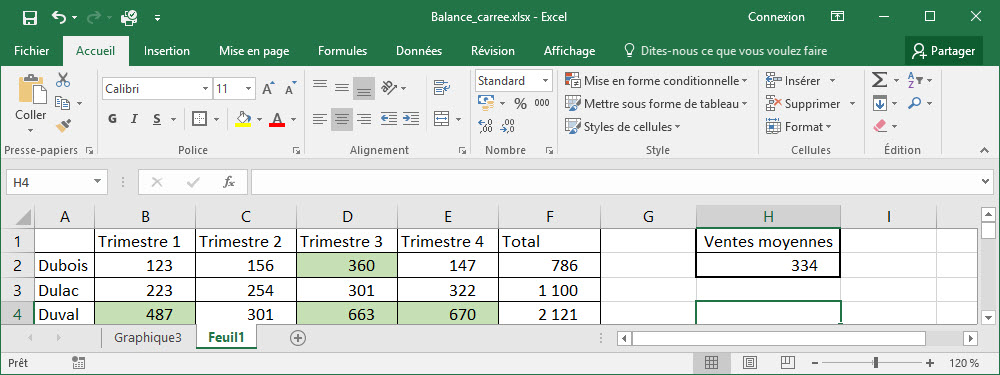 Balance_carree.xlsx - Excel Connexion
Fichier Accueil Insertion Mise en page Formules Données Révision Affichage Dites-nous ce que vous voulez faire Partager
Coller
Presse-papiers
Calibri 11 A A
G I S A
Police
ab
Alignement
Standard
% 000
,0 ,00 ,00 ,0
Nombre
Mise en forme conditionnelle
Mettre sous forme de tableau
Styles de cellules
Style
Insérer
Supprimer
Format
Cellules
Σ A Z
Édition
H4 fx
A B C D E F G H I
1 Trimestre 1 Trimestre 2 Trimestre 3 Trimestre 4 Total Ventes moyennes
2 Dubois 123 156 360 147 786 334
3 Dulac 223 254 301 322 1 100
4 Duval 487 301 663 670 2 121
Graphique3 Feuil1
Prêt 120 %